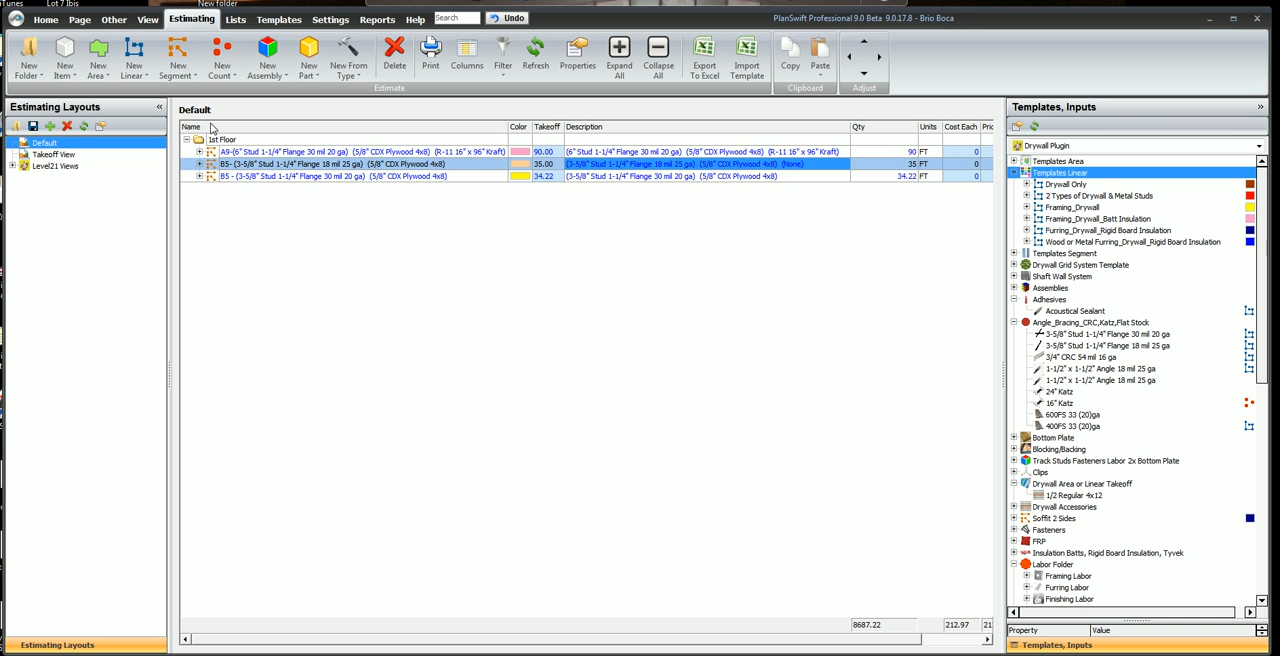 iTunes
Lot 7 Ibis
New folder
Home Page Other View Estimating Lists Templates Settings Reports Help Search Undo
PlanSwift Professional 9.0 Beta 9.0.17.8 - Brio Boca
New Folder
New Item
New Area
New Linear
New Segment
New Count
New Assembly
New Part
New From Type
Delete
Print
Columns
Filter
Refresh
Properties
Expand All
Collapse All
Export To Excel
Import Template
Copy
Paste
Estimate
Clipboard
Adjust
Estimating Layouts
Default
Takeoff View
Level21 Views
Estimating Layouts
Default
Name Color Takeoff Description Qty Units Cost Each Pric
1st Floor
A9-(6" Stud 1-1/4" Flange 30 mil 20 ga) (5/8" CDX Plywood 4x8) (R-11 16" x 96" Kraft) 90.00 (6" Stud 1-1/4" Flange 30 mil 20 ga) (5/8" CDX Plywood 4x8) (R-11 16" x 96" Kraft) 90 FT 0
B5- (3-5/8" Stud 1-1/4" Flange 18 mil 25 ga) (5/8" CDX Plywood 4x8) 35.00 (3-5/8" Stud 1-1/4" Flange 18 mil 25 ga) (5/8" CDX Plywood 4x8) (None) 35 FT 0
B5 - (3-5/8" Stud 1-1/4" Flange 30 mil 20 ga) (5/8" CDX Plywood 4x8) 34.22 (3-5/8" Stud 1-1/4" Flange 30 mil 20 ga) (5/8" CDX Plywood 4x8) 34.22 FT 0
8687.22 212.97 21
Templates, Inputs
Drywall Plugin
Templates Area
Templates Linear
Drywall Only
2 Types of Drywall & Metal Studs
Framing_Drywall
Framing_Drywall_Batt Insulation
Furring_Drywall_Rigid Board Insulation
Wood or Metal Furring_Drywall_Rigid Board Insulation
Templates Segment
Drywall Grid System Template
Shaft Wall System
Assemblies
Adhesives
Acoustical Sealant
Angle_Bracing_CRC,Katz,Flat Stock
3-5/8" Stud 1-1/4" Flange 30 mil 20 ga
3-5/8" Stud 1-1/4" Flange 18 mil 25 ga
3/4" CRC 54 mil 16 ga
1-1/2" x 1-1/2" Angle 18 mil 25 ga
1-1/2" x 1-1/2" Angle 18 mil 25 ga
24" Katz
16" Katz
600FS 33 (20)ga
400FS 33 (20)ga
Bottom Plate
Blocking/Backing
Track Studs Fasteners Labor 2x Bottom Plate
Clips
Drywall Area or Linear Takeoff
1/2 Regular 4x12
Drywall Accessories
Soffit 2 Sides
Fasteners
FRP
Insulation Batts, Rigid Board Insulation, Tyvek
Labor Folder
Framing Labor
Furring Labor
Finishing Labor
Property Value
Templates, Inputs